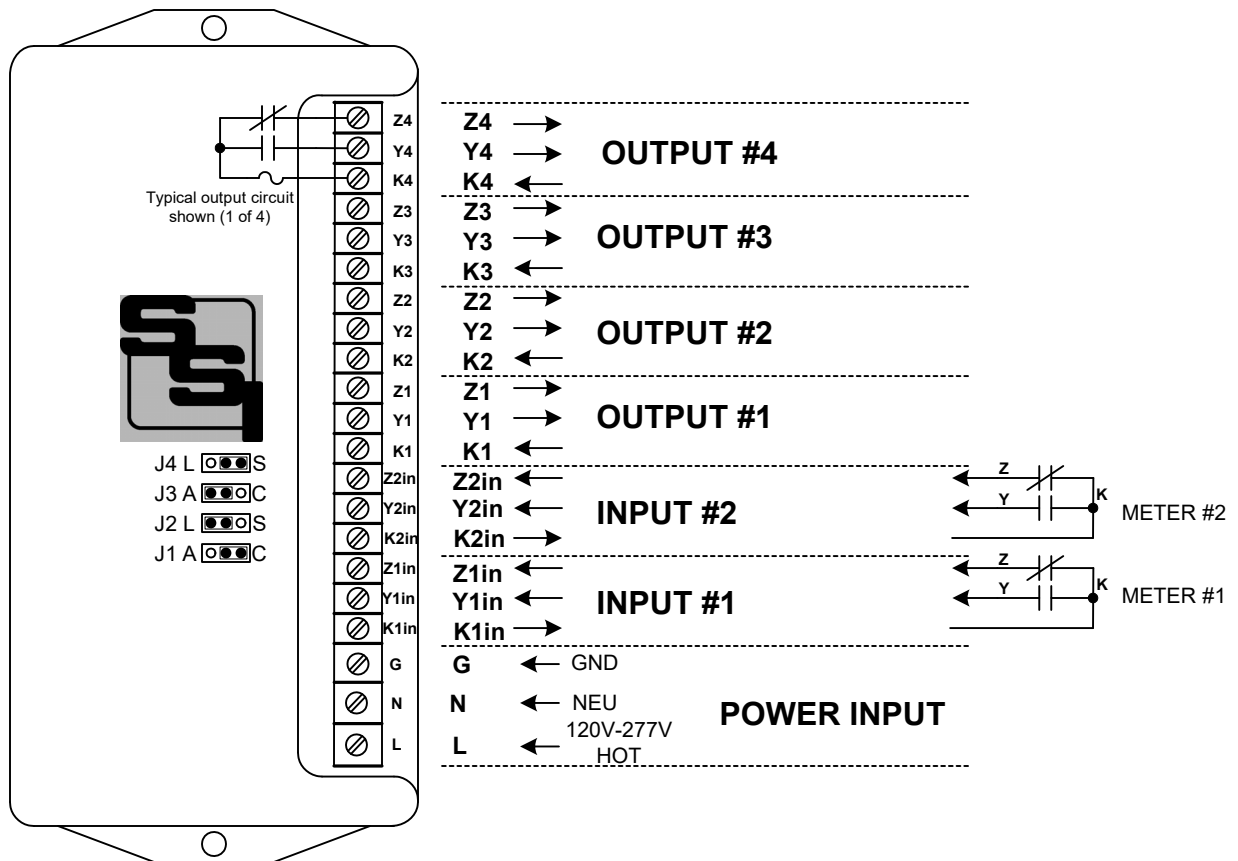 Z4
Y4
K4
Z3
Y3
K3
Z2
Y2
K2
Z1
Y1
K1
Z2in
Y2in
K2in
Z1in
Y1in
K1in
G
N
L
Typical output circuit
shown (1 of 4)
SSI
J4 L S
J3 A C
J2 L S
J1 A C
Z4
Y4
K4
OUTPUT #4
Z3
Y3
K3
OUTPUT #3
Z2
Y2
K2
OUTPUT #2
Z1
Y1
K1
OUTPUT #1
Z2in
Y2in
K2in
INPUT #2
Z
Y
K
METER #2
Z1in
Y1in
K1in
INPUT #1
Z
Y
K
METER #1
G
GND
N
NEU
L
120V-277V
HOT
POWER INPUT